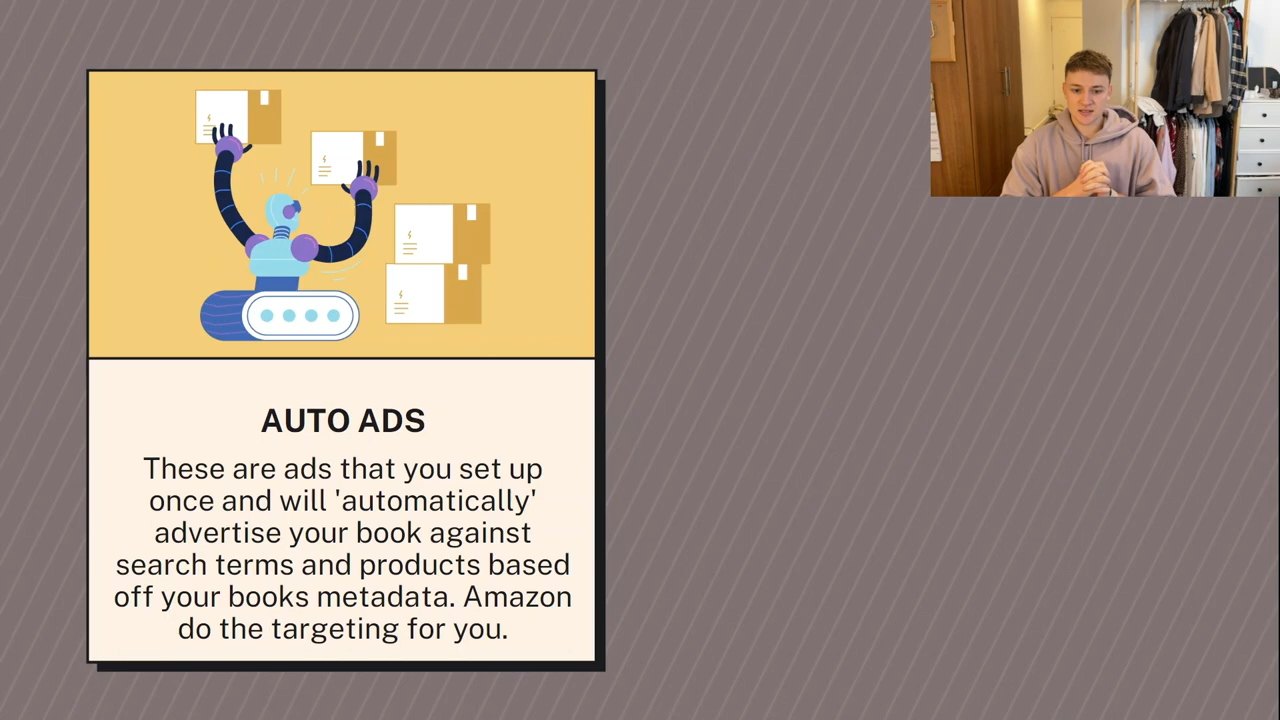 AUTO ADS
These are ads that you set up
once and will 'automatically'
advertise your book against
search terms and products based
off your books metadata. Amazon
do the targeting for you.